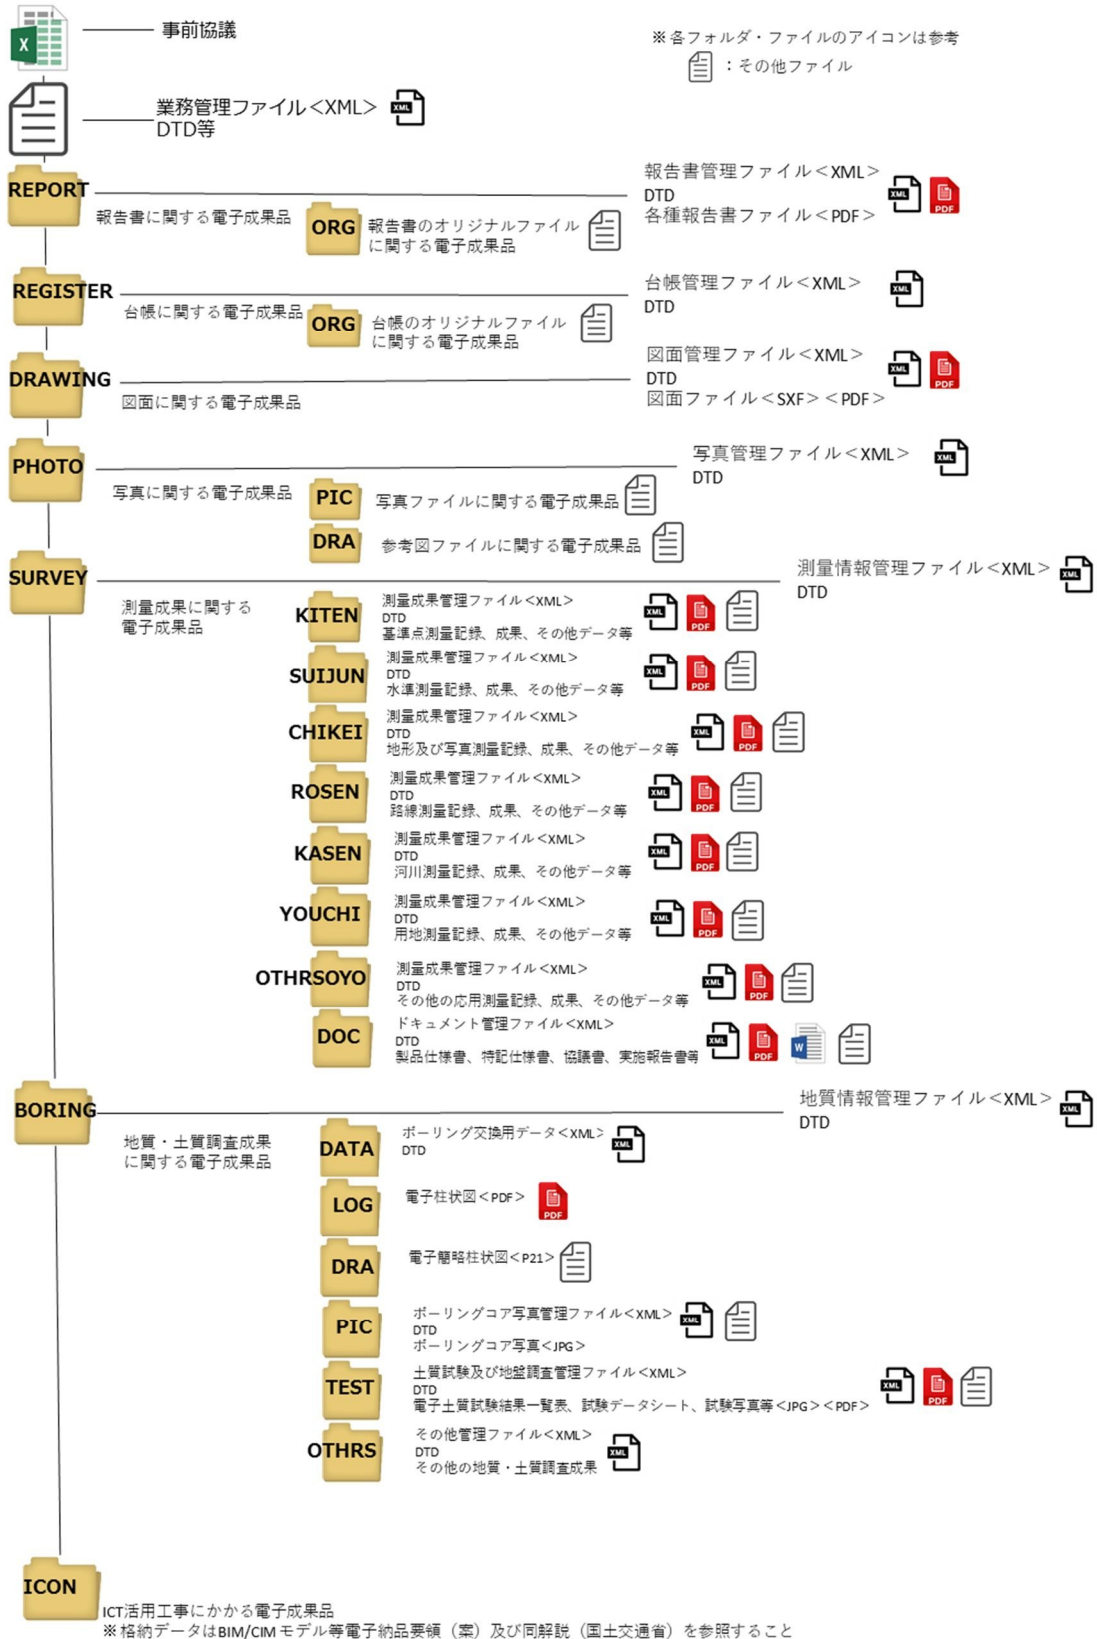 事前協議
※各フォルダ・ファイルのアイコンは参考
：その他ファイル
業務管理ファイル＜XML＞
DTD等
XML
REPORT
報告書に関する電子成果品
ORG
報告書のオリジナルファイル
に関する電子成果品
報告書管理ファイル＜XML＞
DTD
各種報告書ファイル＜PDF＞
XML
PDF
REGISTER
台帳に関する電子成果品
ORG
台帳のオリジナルファイル
に関する電子成果品
台帳管理ファイル＜XML＞
DTD
XML
DRAWING
図面に関する電子成果品
図面管理ファイル＜XML＞
DTD
図面ファイル＜SXF＞＜PDF＞
XML
PDF
PHOTO
写真に関する電子成果品
写真管理ファイル＜XML＞
DTD
XML
PIC
写真ファイルに関する電子成果品
DRA
参考図ファイルに関する電子成果品
SURVEY
測量成果に関する
電子成果品
測量情報管理ファイル＜XML＞
DTD
XML
KITEN
測量成果管理ファイル＜XML＞
DTD
基準点測量記録、成果、その他データ等
XML
PDF
SUIJUN
測量成果管理ファイル＜XML＞
DTD
水準測量記録、成果、その他データ等
XML
PDF
CHIKEI
測量成果管理ファイル＜XML＞
DTD
地形及び写真測量記録、成果、その他データ等
XML
PDF
ROSEN
測量成果管理ファイル＜XML＞
DTD
路線測量記録、成果、その他データ等
XML
PDF
KASEN
測量成果管理ファイル＜XML＞
DTD
河川測量記録、成果、その他データ等
XML
PDF
YOUCHI
測量成果管理ファイル＜XML＞
DTD
用地測量記録、成果、その他データ等
XML
PDF
OTHRSOYO
測量成果管理ファイル＜XML＞
DTD
その他の応用測量記録、成果、その他データ等
XML
PDF
DOC
ドキュメント管理ファイル＜XML＞
DTD
製品仕様書、特記仕様書、協議書、実施報告書等
XML
PDF
W
BORING
地質・土質調査成果
に関する電子成果品
地質情報管理ファイル＜XML＞
DTD
XML
DATA
ボーリング交換用データ＜XML＞
DTD
XML
LOG
電子柱状図＜PDF＞
PDF
DRA
電子簡略柱状図＜P21＞
PIC
ボーリングコア写真管理ファイル＜XML＞
DTD
ボーリングコア写真＜JPG＞
XML
TEST
土質試験及び地盤調査管理ファイル＜XML＞
DTD
電子土質試験結果一覧表、試験データシート、試験写真等＜JPG＞＜PDF＞
XML
PDF
OTHRS
その他管理ファイル＜XML＞
DTD
その他の地質・土質調査成果
XML
ICON
ICT活用工事にかかる電子成果品
※格納データはBIM/CIMモデル等電子納品要領（案）及び同解説（国土交通省）を参照すること